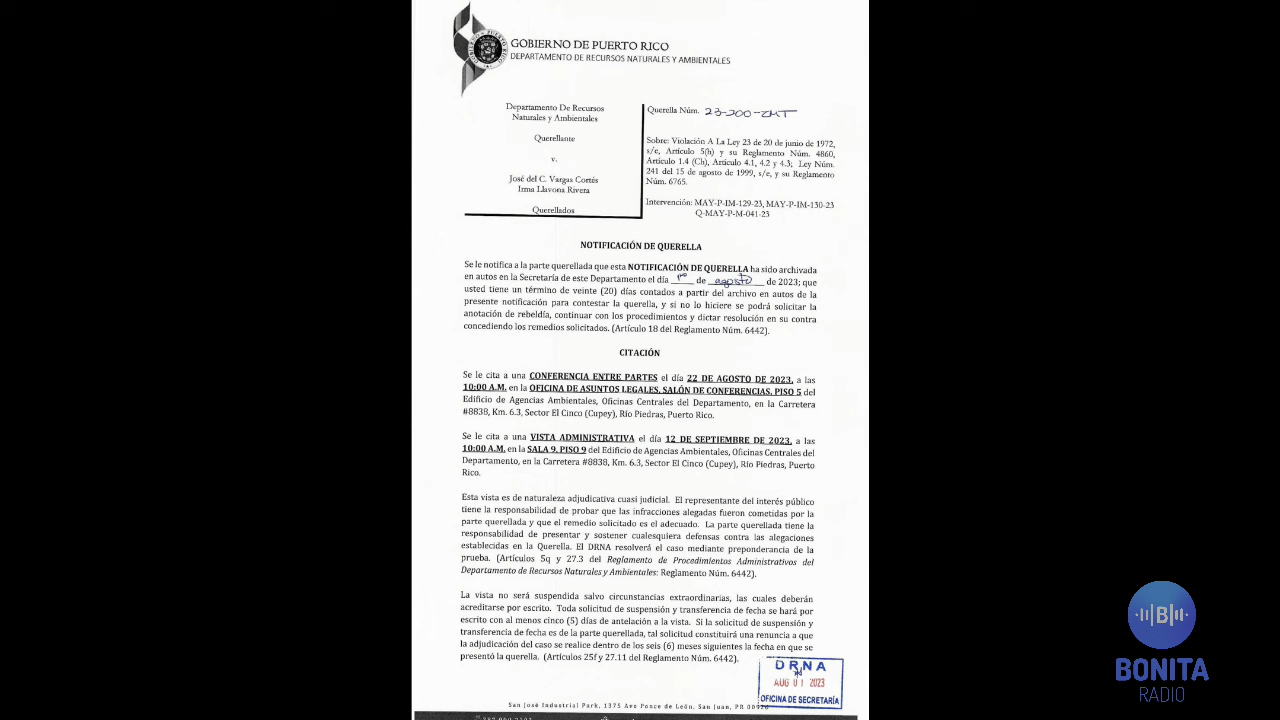 GOBIERNO DE PUERTO RICO
DEPARTAMENTO DE RECURSOS NATURALES Y AMBIENTALES
Departamento De Recursos
Naturales y Ambientales
Querellante
v.
José del C. Vargas Cortés
Irma Llavona Rivera
Querellados
Querella Núm. 23-200-ZMT
Sobre: Violación A La Ley 23 de 20 de junio de 1972,
s/e, Artículo 5(h) y su Reglamento Núm. 4860,
Artículo 1.4 (Ch), Artículo 4.1, 4.2 y 4.3; Ley Núm.
241 del 15 de agosto de 1999, s/e, y su Reglamento
Núm. 6765.
Intervención: MAY-P-IM-129-23, MAY-P-IM-130-23
Q-MAY-P-M-041-23
NOTIFICACIÓN DE QUERELLA
Se le notifica a la parte querellada que esta NOTIFICACIÓN DE QUERELLA ha sido archivada
en autos en la Secretaría de este Departamento el día 1ro de agosto de 2023; que
usted tiene un término de veinte (20) días contados a partir del archivo en autos de la
presente notificación para contestar la querella, y si no lo hiciere se podrá solicitar la
anotación de rebeldía, continuar con los procedimientos y dictar resolución en su contra
concediendo los remedios solicitados. (Artículo 18 del Reglamento Núm. 6442).
CITACIÓN
Se le cita a una CONFERENCIA ENTRE PARTES el día 22 DE AGOSTO DE 2023, a las
10:00 A.M. en la OFICINA DE ASUNTOS LEGALES, SALÓN DE CONFERENCIAS, PISO 5 del
Edificio de Agencias Ambientales, Oficinas Centrales del Departamento, en la Carretera
#8838, Km. 6.3, Sector El Cinco (Cupey), Río Piedras, Puerto Rico.
Se le cita a una VISTA ADMINISTRATIVA el día 12 DE SEPTIEMBRE DE 2023, a las
10:00 A.M. en la SALA 9, PISO 9 del Edificio de Agencias Ambientales, Oficinas Centrales del
Departamento, en la Carretera #8838, Km. 6.3, Sector El Cinco (Cupey), Río Piedras, Puerto
Rico.
Esta vista es de naturaleza adjudicativa cuasi judicial. El representante del interés público
tiene la responsabilidad de probar que las infracciones alegadas fueron cometidas por la
parte querellada y que el remedio solicitado es el adecuado. La parte querellada tiene la
responsabilidad de presentar y sostener cualesquiera defensas contra las alegaciones
establecidas en la Querella. El DRNA resolverá el caso mediante preponderancia de la
prueba. (Artículos 5q y 27.3 del Reglamento de Procedimientos Administrativos del
Departamento de Recursos Naturales y Ambientales: Reglamento Núm. 6442).
La vista no será suspendida salvo circunstancias extraordinarias, las cuales deberán
acreditarse por escrito. Toda solicitud de suspensión y transferencia de fecha se hará por
escrito con al menos cinco (5) días de antelación a la vista. Si la solicitud de suspensión y
transferencia de fecha es de la parte querellada, tal solicitud constituirá una renuncia a que
la adjudicación del caso se realice dentro de los seis (6) meses siguientes la fecha en que se
presentó la querella. (Artículos 25f y 27.11 del Reglamento Núm. 6442).
DRNA
AUG 01 2023
OFICINA DE SECRETARÍA
San José Industrial Park, 1375 Ave Ponce de León, San Juan, PR 00926
B
BONITA
RADIO